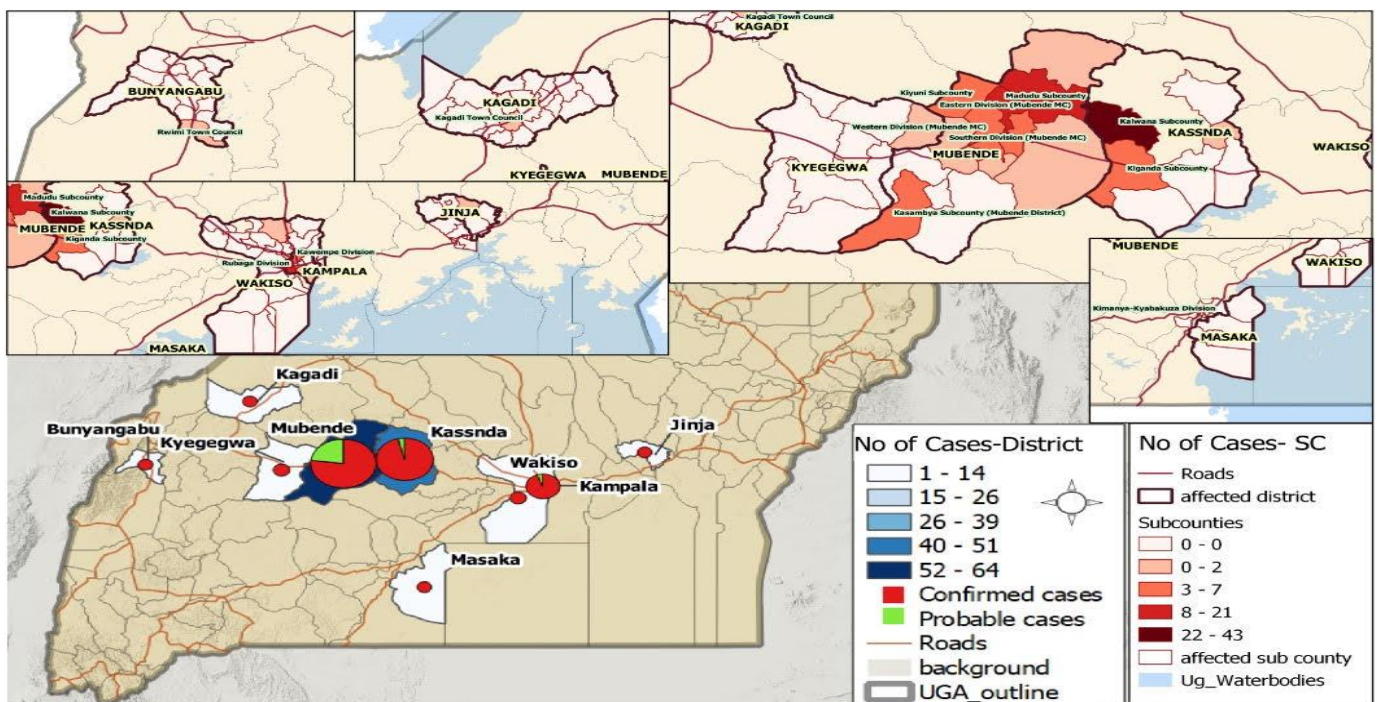 BUNYANGABU
Rwimi Town Council
KAGADI
Kagadi Town Council
KYEGEGWA
MUBENDE
Kagadi Town Council
KAGADI
Kiyuni Subcounty
Madudu Subcounty
Eastern Division (Mubende MC)
Kalwana Subcounty
Western Division (Mubende MC)
Southern Division (Mubende MC)
KASSNDA
WAKISO
MUBENDE
KYEGEGWA
Kiganda Subcounty
Kasambya Subcounty (Mubende District)
Madudu Subcounty
Kalwana Subcounty
MUBENDE
KASSNDA
Kiganda Subcounty
JINJA
Kawempe Division
Rubaga Division
KAMPALA
WAKISO
MASAKA
MUBENDE
WAKISO
Kimanya-Kyabakuza Division
MASAKA
Kagadi
Bunyangabu
Kyegegwa
Mubende
Kassnda
Wakiso
Kampala
Jinja
Masaka
No of Cases-District
1 - 14
15 - 26
26 - 39
40 - 51
52 - 64
Confirmed cases
Probable cases
Roads
background
UGA_outline
No of Cases- SC
Roads
affected district
Subcounties
0 - 0
0 - 2
3 - 7
8 - 21
22 - 43
affected sub county
Ug_Waterbodies